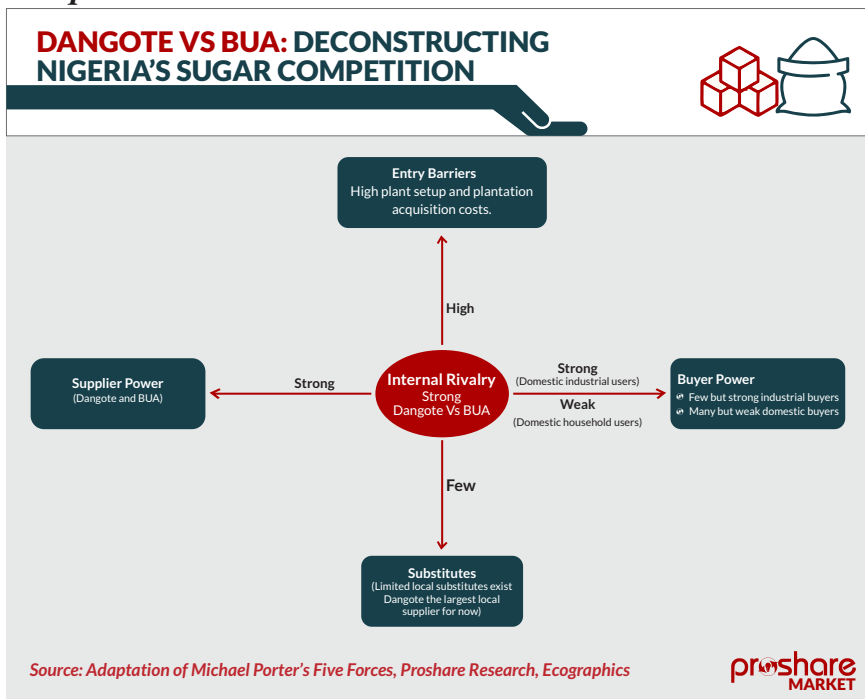 DANGOTE VS BUA: DECONSTRUCTING
NIGERIA'S SUGAR COMPETITION
Entry Barriers
High plant setup and plantation
acquisition costs.
High
Supplier Power
(Dangote and BUA)
Strong
Internal Rivalry
Strong
Dangote Vs BUA
Strong
(Domestic industrial users)
Weak
(Domestic household users)
Buyer Power
Few but strong industrial buyers
Many but weak domestic buyers
Few
Substitutes
(Limited local substitutes exist
Dangote the largest local
supplier for now)
Source: Adaptation of Michael Porter's Five Forces, Proshare Research, Ecographics
proshare
MARKET